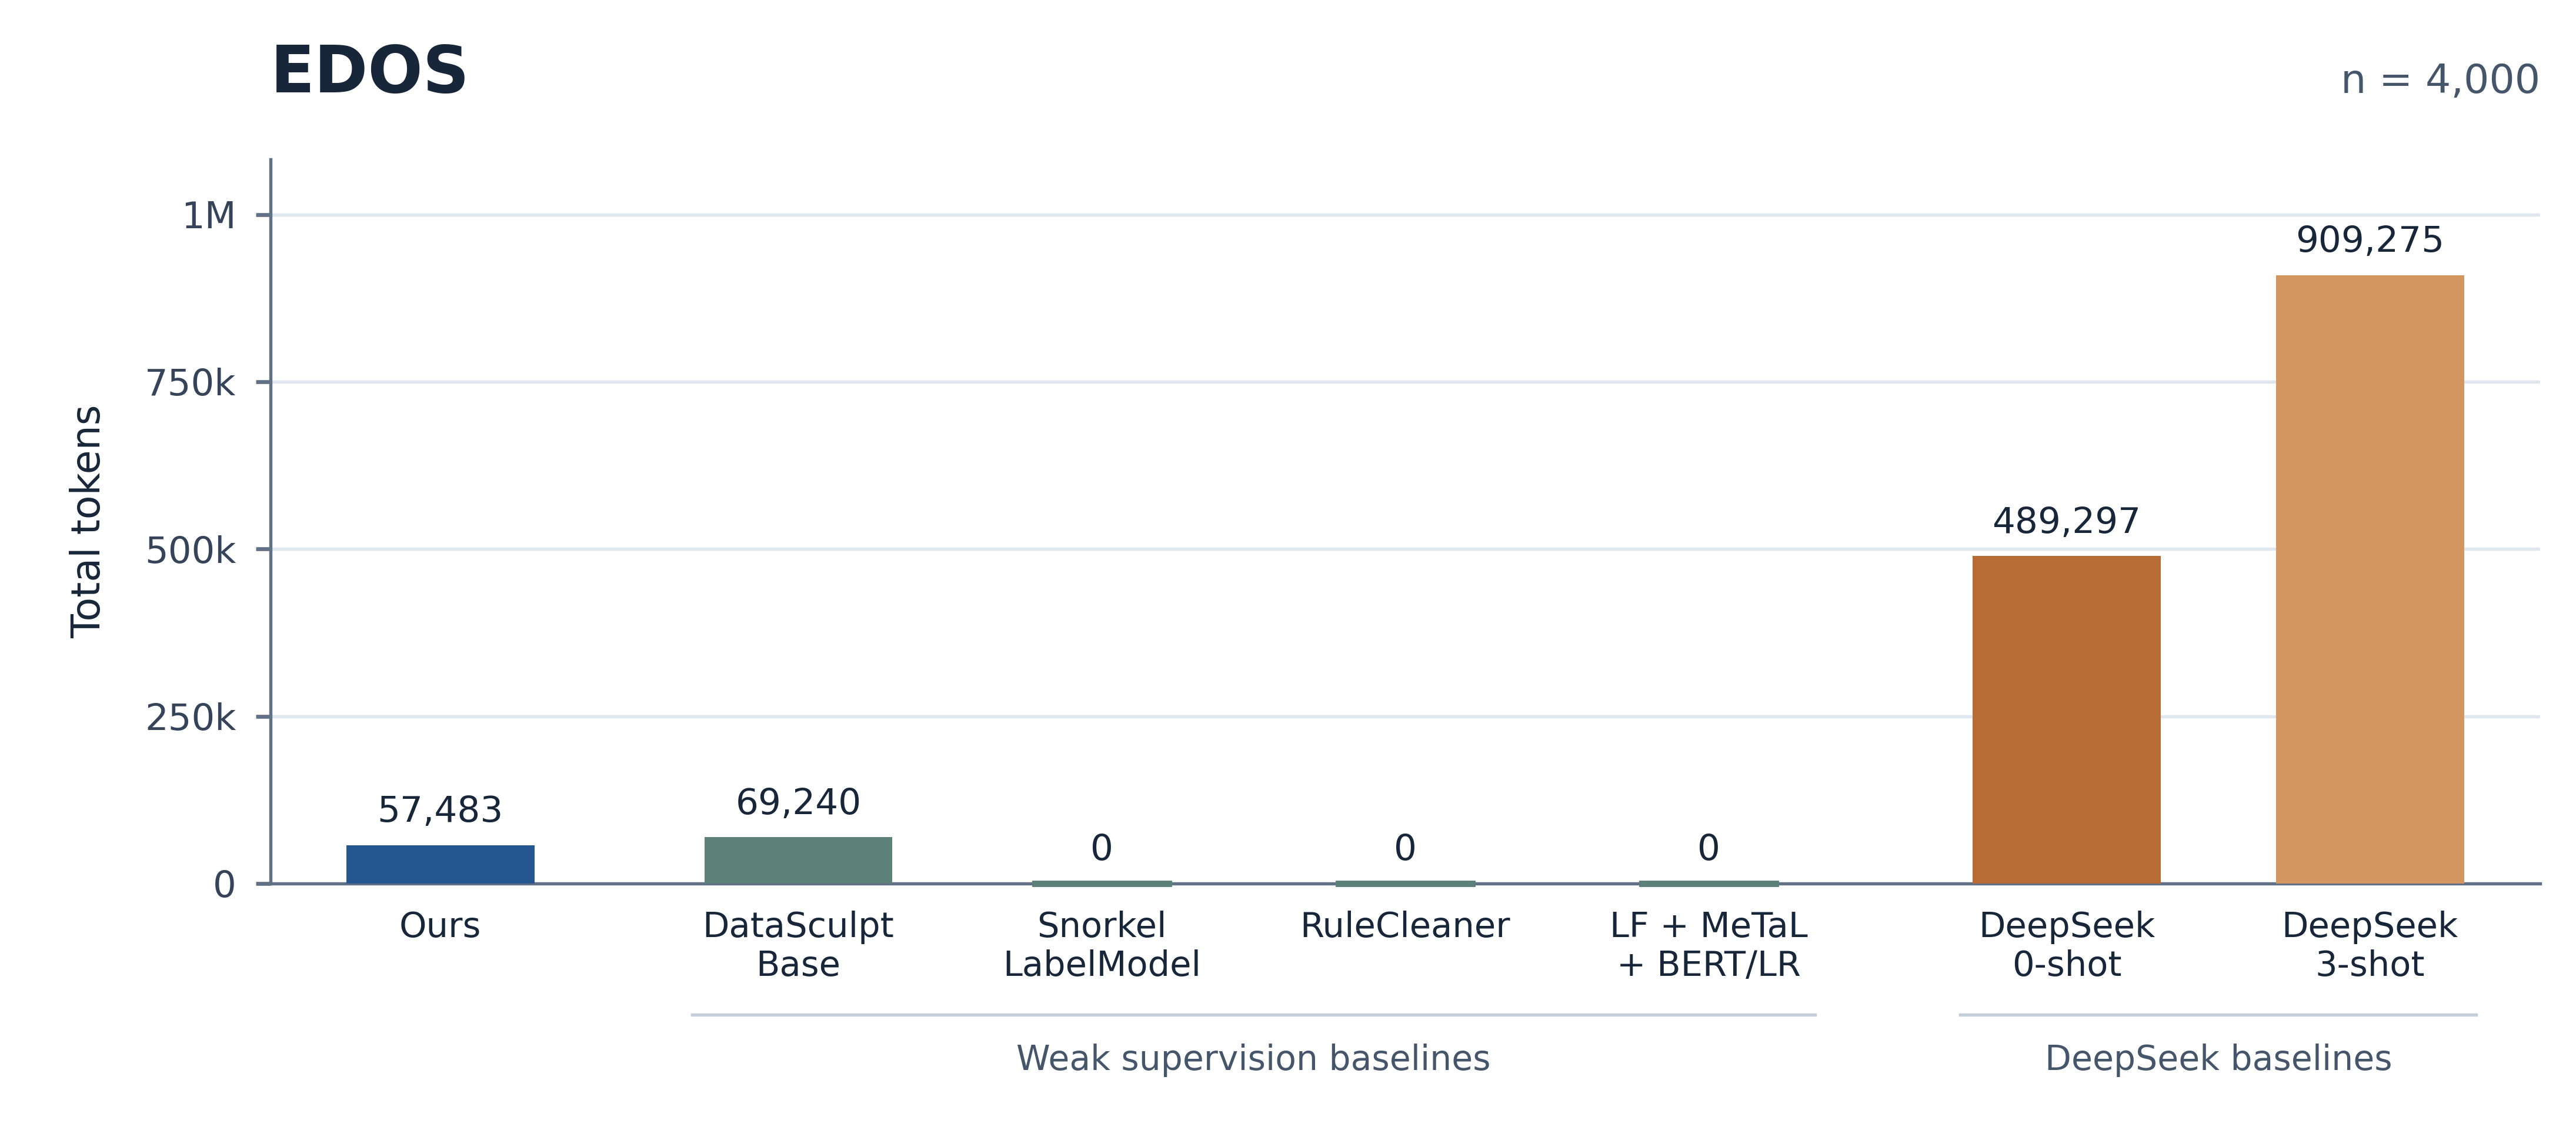 EDOS
n = 4,000
Total tokens
1M
750k
500k
250k
0
57,483
69,240
0
0
0
489,297
909,275
Ours
DataSculpt
Base
Snorkel
LabelModel
RuleCleaner
LF + MeTaL
+ BERT/LR
DeepSeek
0-shot
DeepSeek
3-shot
Weak supervision baselines
DeepSeek baselines